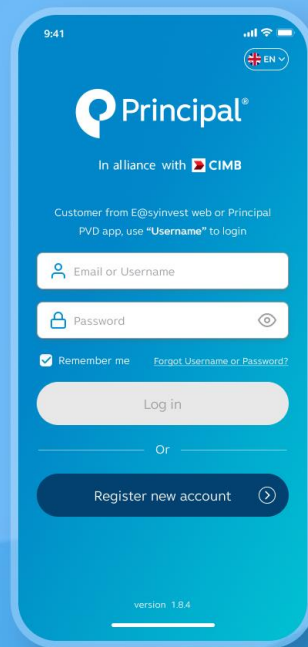 9:41
EN
Principal®
In alliance with CIMB
Customer from E@syinvest web or Principal
PVD app, use “Username” to login
Email or Username
Password
Remember me Forgot Username or Password?
Log in
Or
Register new account
version 1.8.4